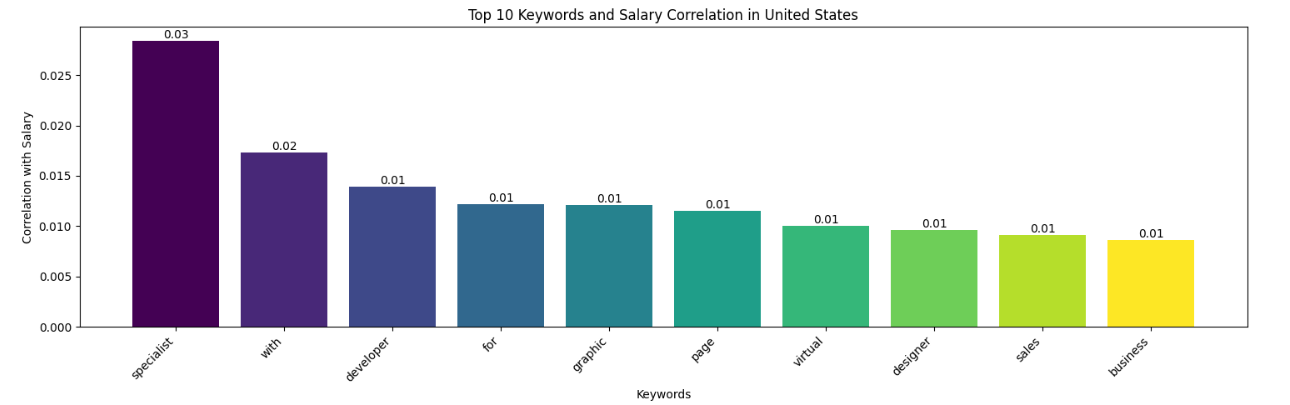 Top 10 Keywords and Salary Correlation in United States
Correlation with Salary
0.025
0.020
0.015
0.010
0.005
0.000
0.03
0.02
0.01
0.01
0.01
0.01
0.01
0.01
0.01
0.01
specialist
with
developer
for
graphic
page
virtual
designer
sales
business
Keywords